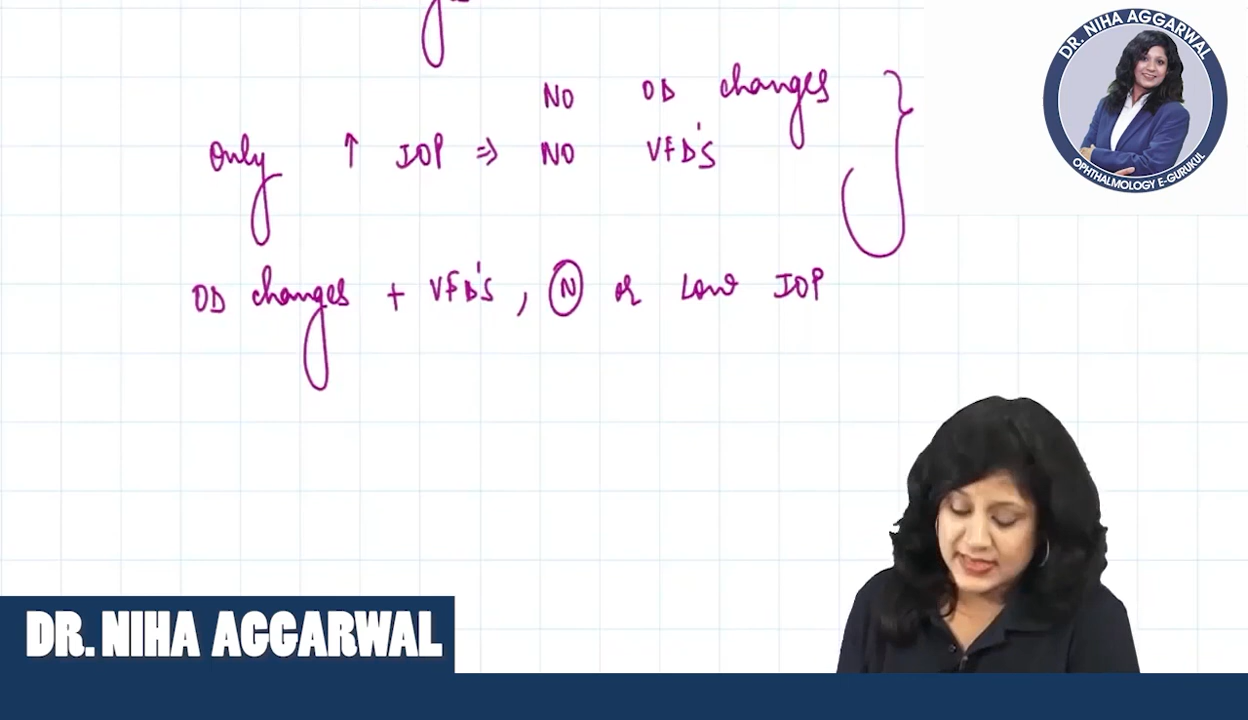 DR. NIHA AGGARWAL
OPHTHALMOLOGY E-GURUKUL
NO OD changes
Only ↑ IOP ⇒ NO VFD'S
OD changes + VFD'S, Ⓝ or Low IOP
DR. NIHA AGGARWAL